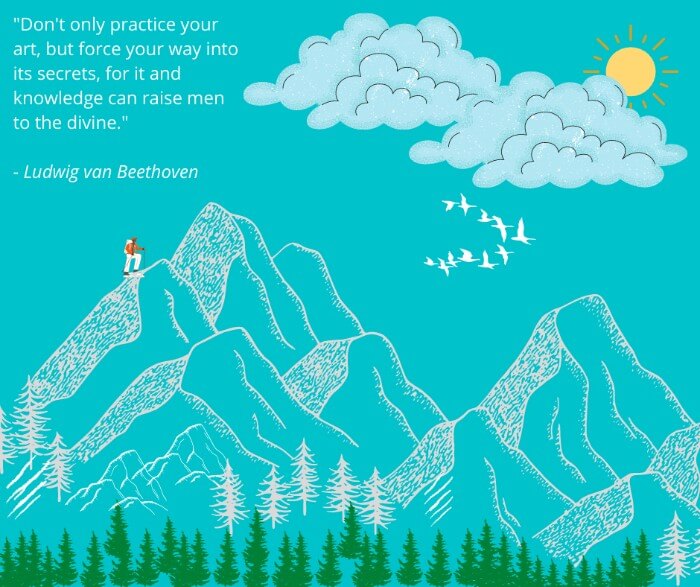 "Don't only practice your
art, but force your way into
its secrets, for it and
knowledge can raise men
to the divine."
- Ludwig van Beethoven